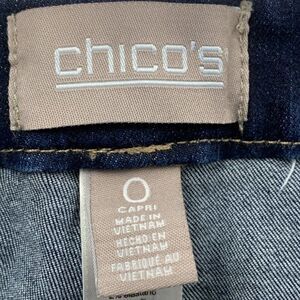 chico's
0
CAPRI
MADE IN
VIETNAM
HECHO EN
VIETNAM
FABRIQUÉ AU
VIETNAM